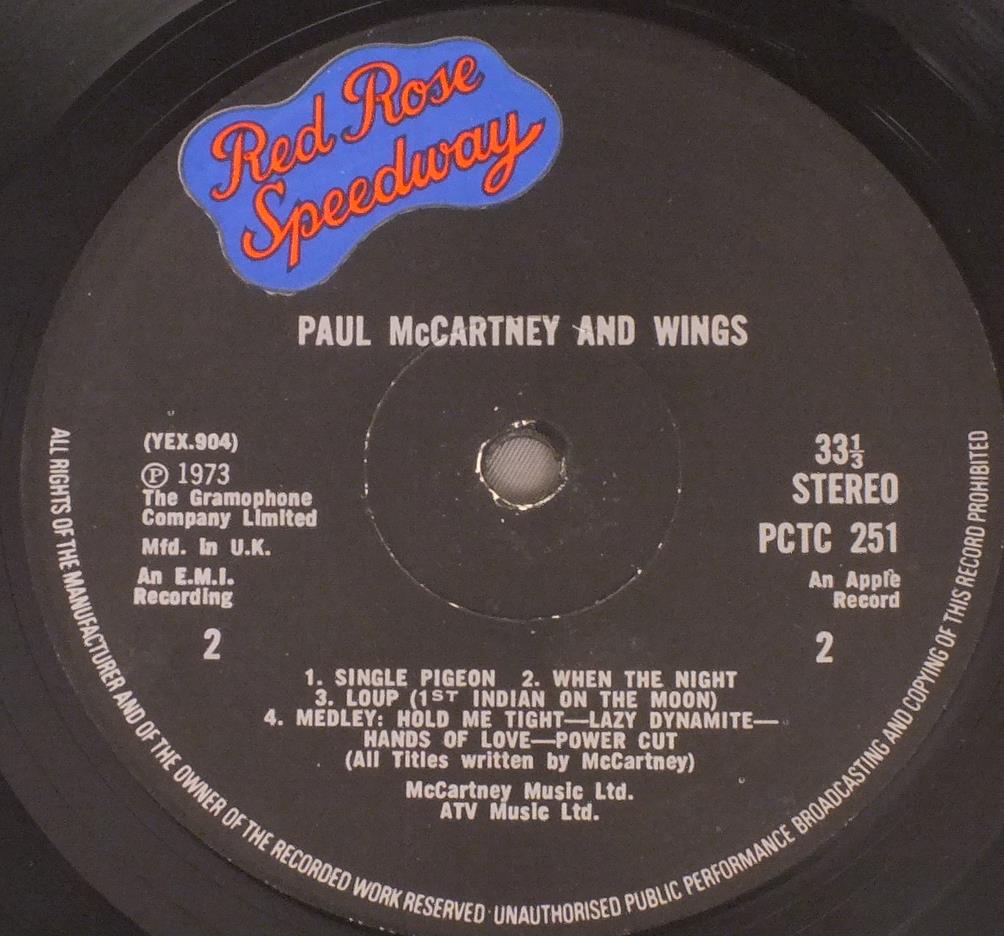 Red Rose
Speedway
PAUL McCARTNEY AND WINGS
(YEX.904)
Ⓟ 1973
The Gramophone
Company Limited
Mfd. in U.K.
An E.M.I.
Recording
2
33⅓
STEREO
PCTC 251
An Apple
Record
2
1. SINGLE PIGEON 2. WHEN THE NIGHT
3. LOUP (1ST INDIAN ON THE MOON)
4. MEDLEY: HOLD ME TIGHT—LAZY DYNAMITE—
HANDS OF LOVE—POWER CUT
(All Titles written by McCartney)
McCartney Music Ltd.
ATV Music Ltd.
ALL RIGHTS OF THE MANUFACTURER AND OF THE OWNER OF THE RECORDED WORK RESERVED · UNAUTHORISED PUBLIC PERFORMANCE BROADCASTING AND COPYING OF THIS RECORD PROHIBITED